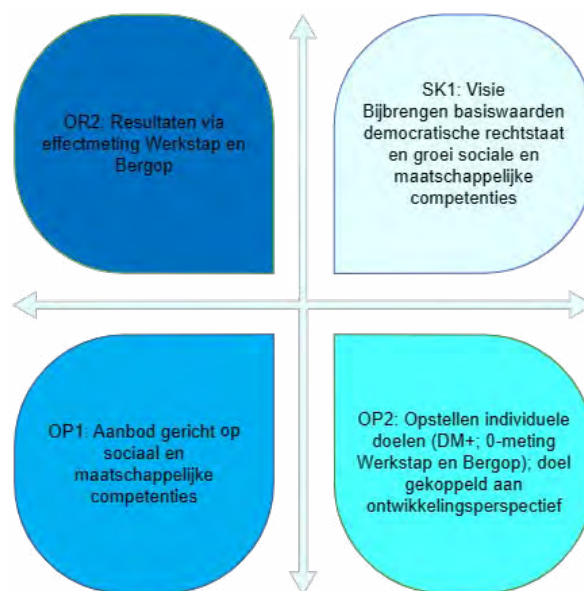 OR2: Resultaten via
effectmeting Werkstap en
Bergop
SK1: Visie
Bijbrengen basiswaarden
democratische rechtstaat
en groei sociale en
maatschappelijke
competenties
OP1: Aanbod gericht op
sociaal en
maatschappelijke
competenties
OP2: Opstellen individuele
doelen (DM+; 0-meting
Werkstap en Bergop); doel
gekoppeld aan
ontwikkelingsperspectief